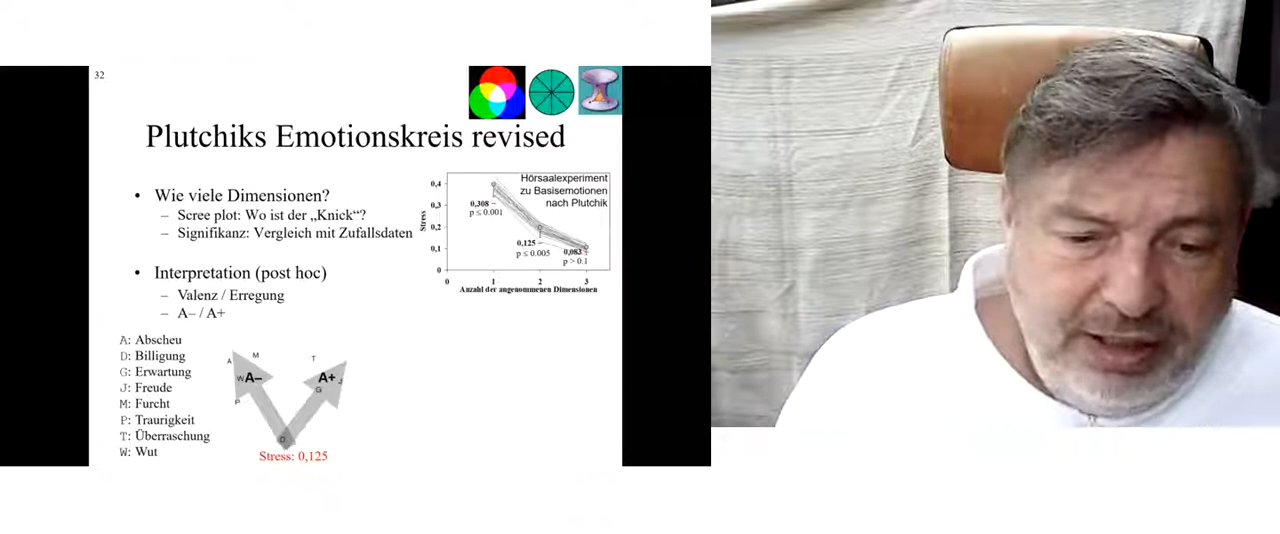 32
Plutchiks Emotionskreis revised
• Wie viele Dimensionen?
– Scree plot: Wo ist der „Knick“?
– Signifikanz: Vergleich mit Zufallsdaten
• Interpretation (post hoc)
– Valenz / Erregung
– A– / A+
Hörsaalexperiment
zu Basisemotionen
nach Plutchik
Stress
0,4
0,3
0,2
0,1
0
0,308
p ≤ 0.001
0,125
p ≤ 0.005
0,083
p > 0.1
0 1 2 3
Anzahl der angenommenen Dimensionen
A: Abscheu
D: Billigung
G: Erwartung
J: Freude
M: Furcht
P: Traurigkeit
T: Überraschung
W: Wut
A M T
W A– A+ J
G
P
D
Stress: 0,125